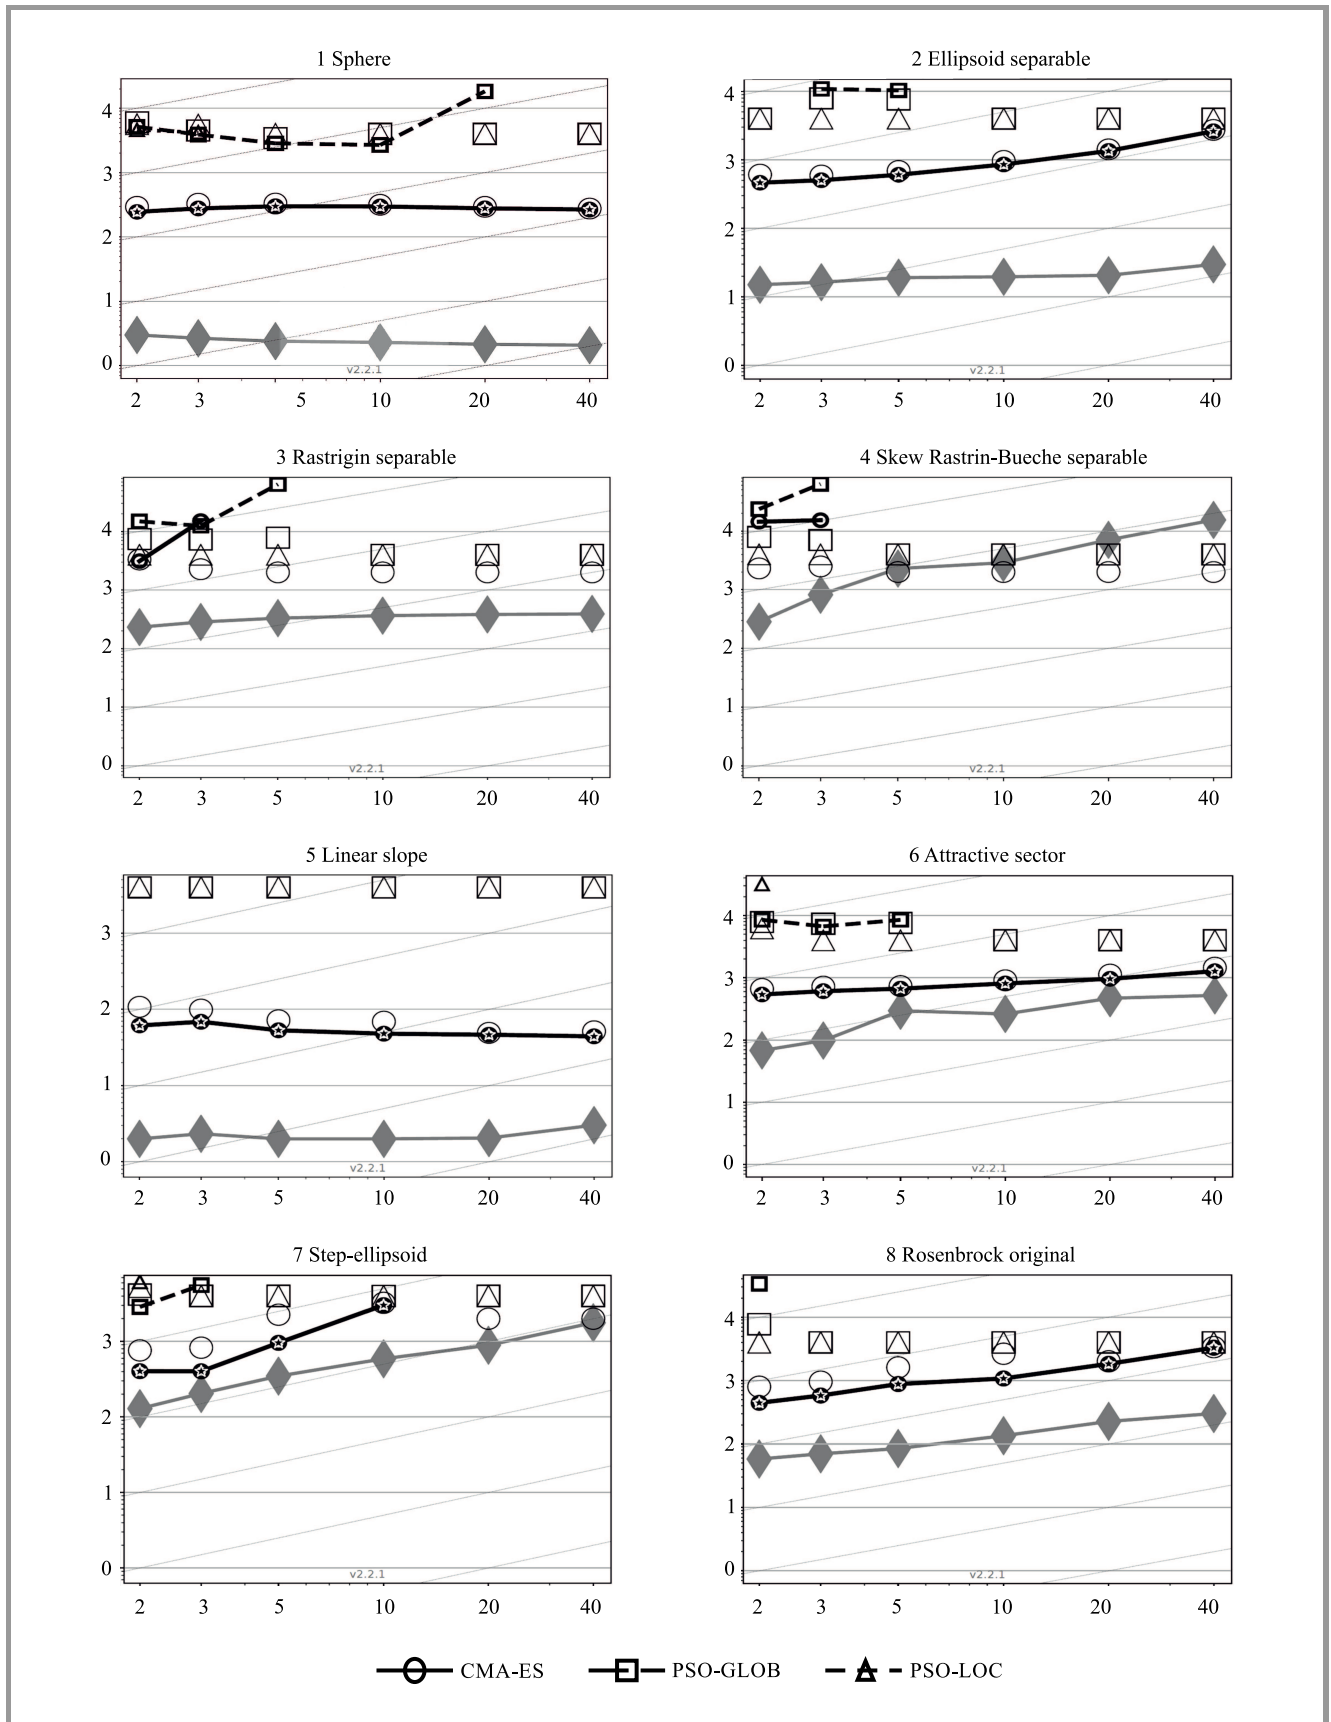 1 Sphere
4
3
2
1
0
v2.2.1
2 3 5 10 20 40
2 Ellipsoid separable
4
3
2
1
0
v2.2.1
2 3 5 10 20 40
3 Rastrigin separable
4
3
2
1
0
v2.2.1
2 3 5 10 20 40
4 Skew Rastrin-Bueche separable
4
3
2
1
0
v2.2.1
2 3 5 10 20 40
5 Linear slope
3
2
1
0
v2.2.1
2 3 5 10 20 40
6 Attractive sector
4
3
2
1
0
v2.2.1
2 3 5 10 20 40
7 Step-ellipsoid
3
2
1
0
v2.2.1
2 3 5 10 20 40
8 Rosenbrock original
4
3
2
1
0
v2.2.1
2 3 5 10 20 40
CMA-ES PSO-GLOB PSO-LOC